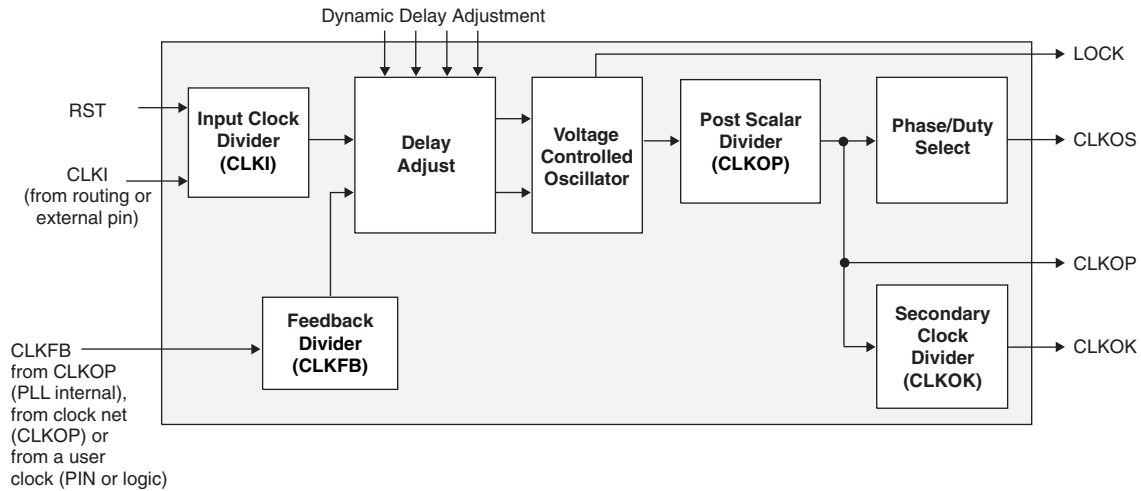 Dynamic Delay Adjustment
LOCK
RST
Input Clock
Divider
(CLKI)
Delay
Adjust
Voltage
Controlled
Oscillator
Post Scalar
Divider
(CLKOP)
Phase/Duty
Select
CLKOS
CLKI
(from routing or
external pin)
CLKOP
CLKFB
from CLKOP
(PLL internal),
from clock net
(CLKOP) or
from a user
clock (PIN or logic)
Feedback
Divider
(CLKFB)
Secondary
Clock
Divider
(CLKOK)
CLKOK